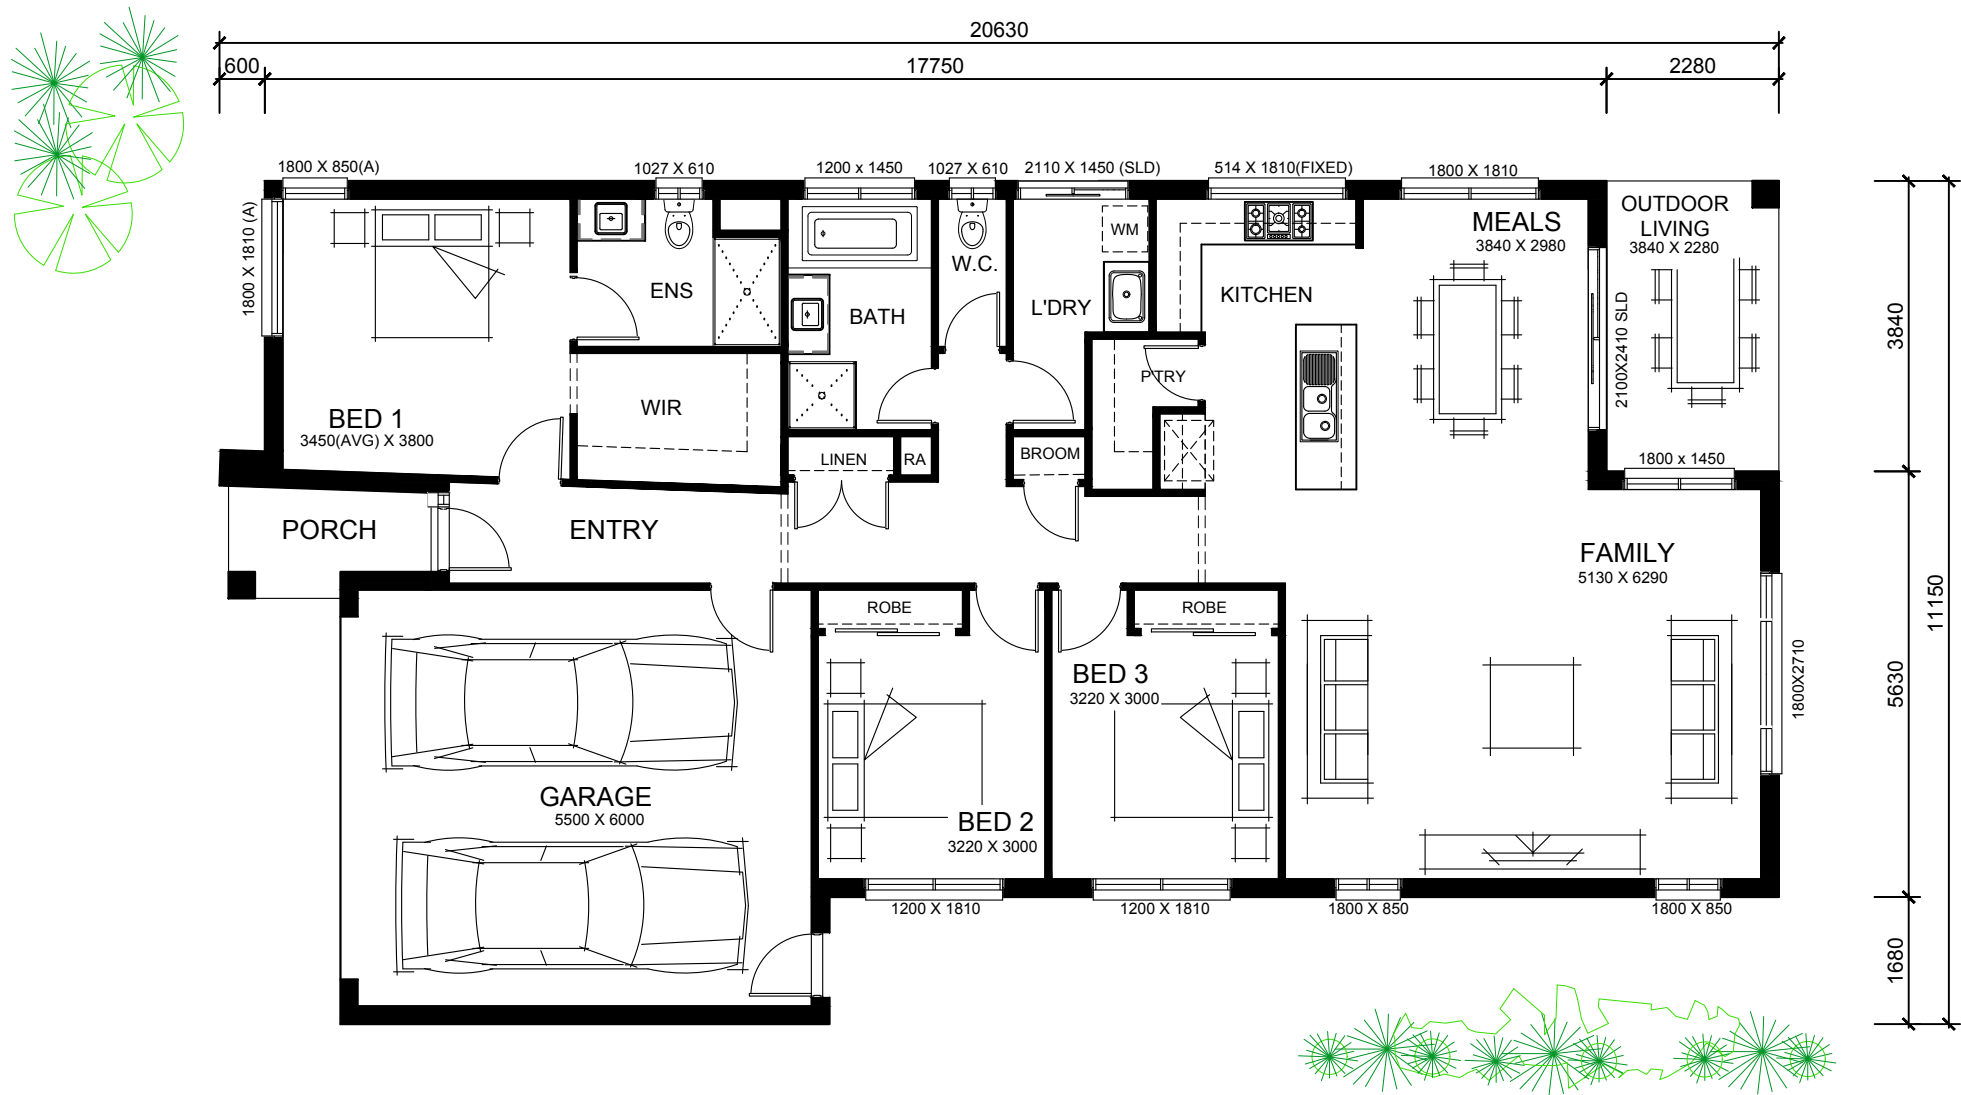 20630
600
17750
2280
1800 X 850(A)
1027 X 610
1200 x 1450
1027 X 610
2110 X 1450 (SLD)
514 X 1810(FIXED)
1800 X 1810
1800 X 1810 (A)
MEALS
3840 X 2980
OUTDOOR
LIVING
3840 X 2280
WM
W.C.
ENS
KITCHEN
L'DRY
BATH
2100X2410 SLD
3840
P'TRY
WIR
BED 1
3450(AVG) X 3800
LINEN
RA
BROOM
1800 x 1450
PORCH
ENTRY
FAMILY
5130 X 6290
11150
ROBE
ROBE
BED 3
3220 X 3000
1800X2710
5630
GARAGE
5500 X 6000
BED 2
3220 X 3000
1200 X 1810
1200 X 1810
1800 X 850
1800 X 850
1680